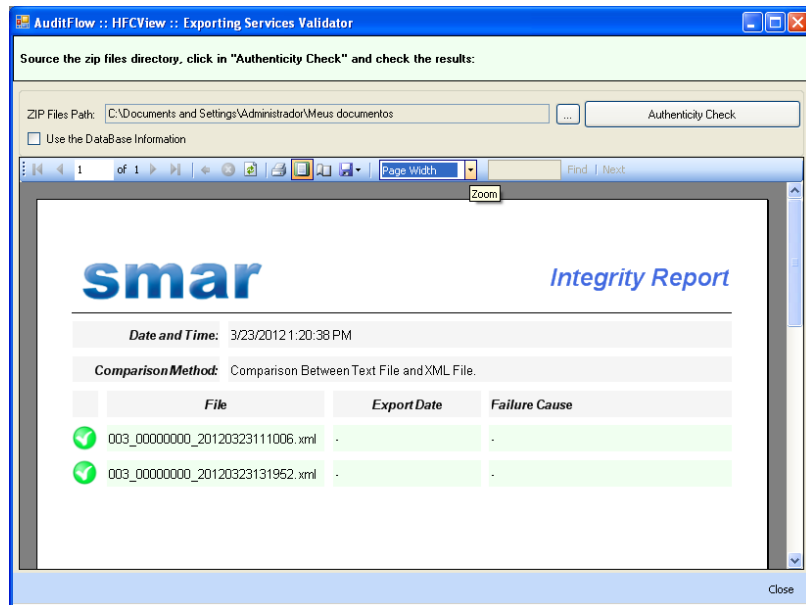 AuditFlow :: HFCView :: Exporting Services Validator
Source the zip files directory, click in "Authenticity Check" and check the results:
ZIP Files Path: C:\Documents and Settings\Administrador\Meus documentos ... Authenticity Check
Use the DataBase Information
1 of 1 Page Width Find | Next
Zoom
smar Integrity Report
Date and Time: 3/23/2012 1:20:38 PM
Comparison Method: Comparison Between Text File and XML File.
File Export Date Failure Cause
003_00000000_20120323111006.xml - -
003_00000000_20120323131952.xml - -
Close